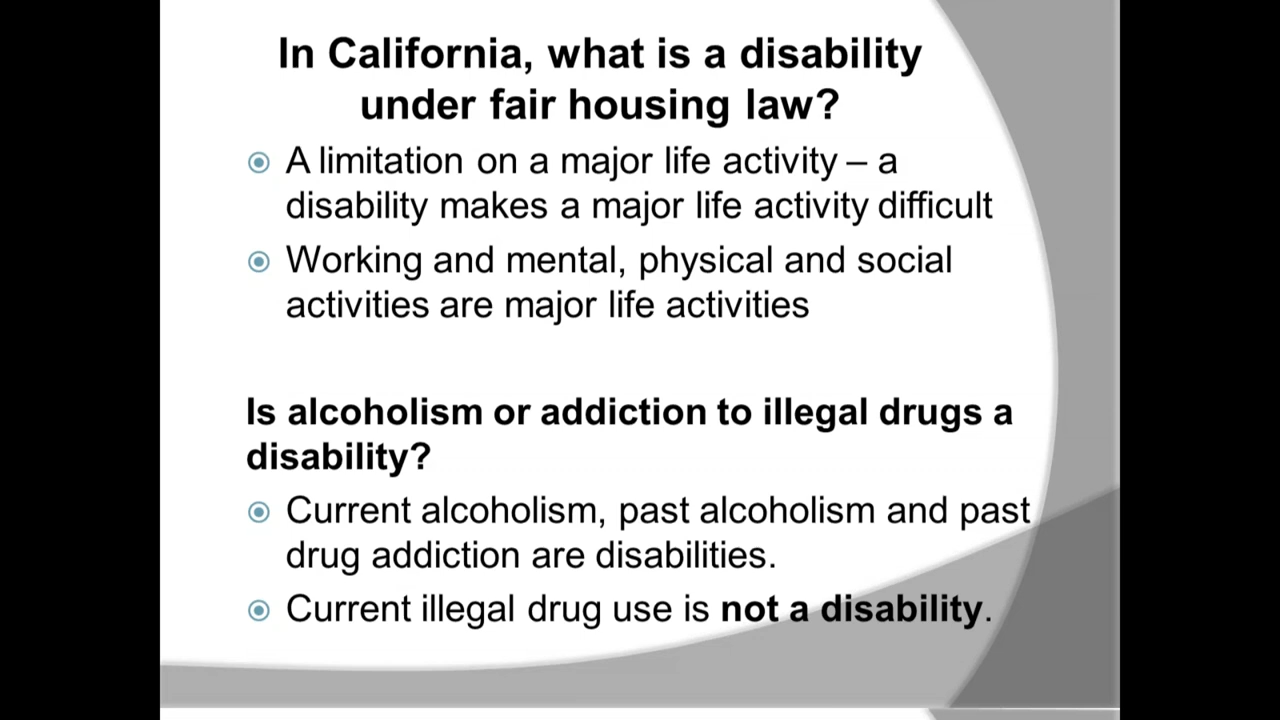 In California, what is a disability
under fair housing law?
A limitation on a major life activity – a
disability makes a major life activity difficult
Working and mental, physical and social
activities are major life activities
Is alcoholism or addiction to illegal drugs a
disability?
Current alcoholism, past alcoholism and past
drug addiction are disabilities.
Current illegal drug use is not a disability.